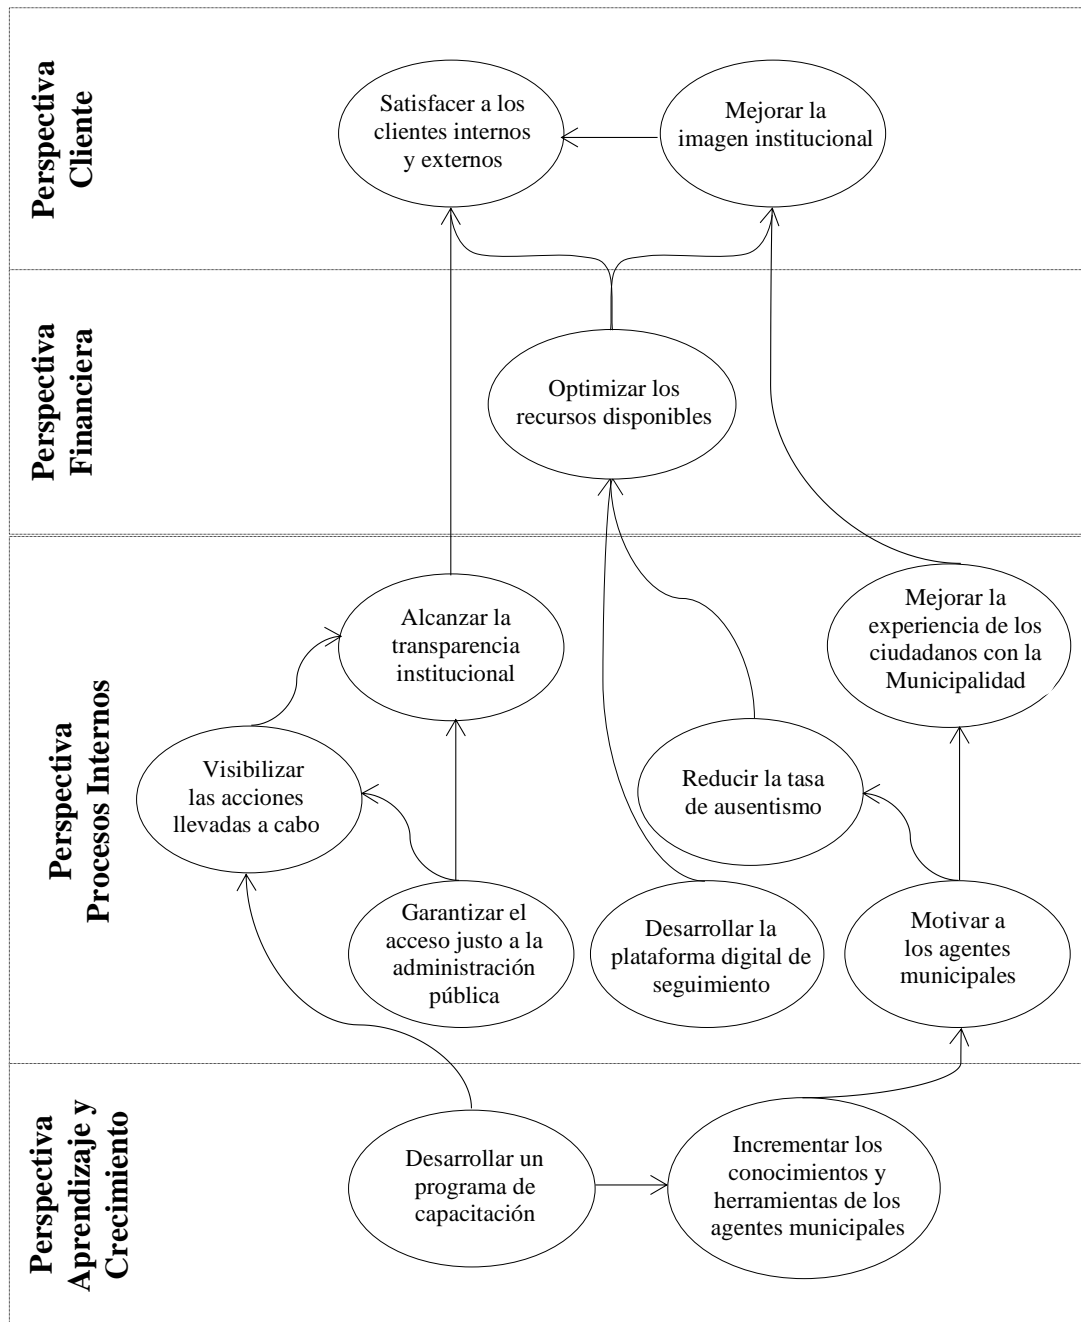 Perspectiva
Cliente
Satisfacer a los
clientes internos
y externos
Mejorar la
imagen institucional
Perspectiva
Financiera
Optimizar los
recursos disponibles
Perspectiva
Procesos Internos
Alcanzar la
transparencia
institucional
Mejorar la
experiencia de los
ciudadanos con la
Municipalidad
Visibilizar
las acciones
llevadas a cabo
Reducir la tasa
de ausentismo
Garantizar el
acceso justo a la
administración
pública
Desarrollar la
plataforma digital de
seguimiento
Motivar a
los agentes
municipales
Perspectiva
Aprendizaje y
Crecimiento
Desarrollar un
programa de
capacitación
Incrementar los
conocimientos y
herramientas de los
agentes municipales